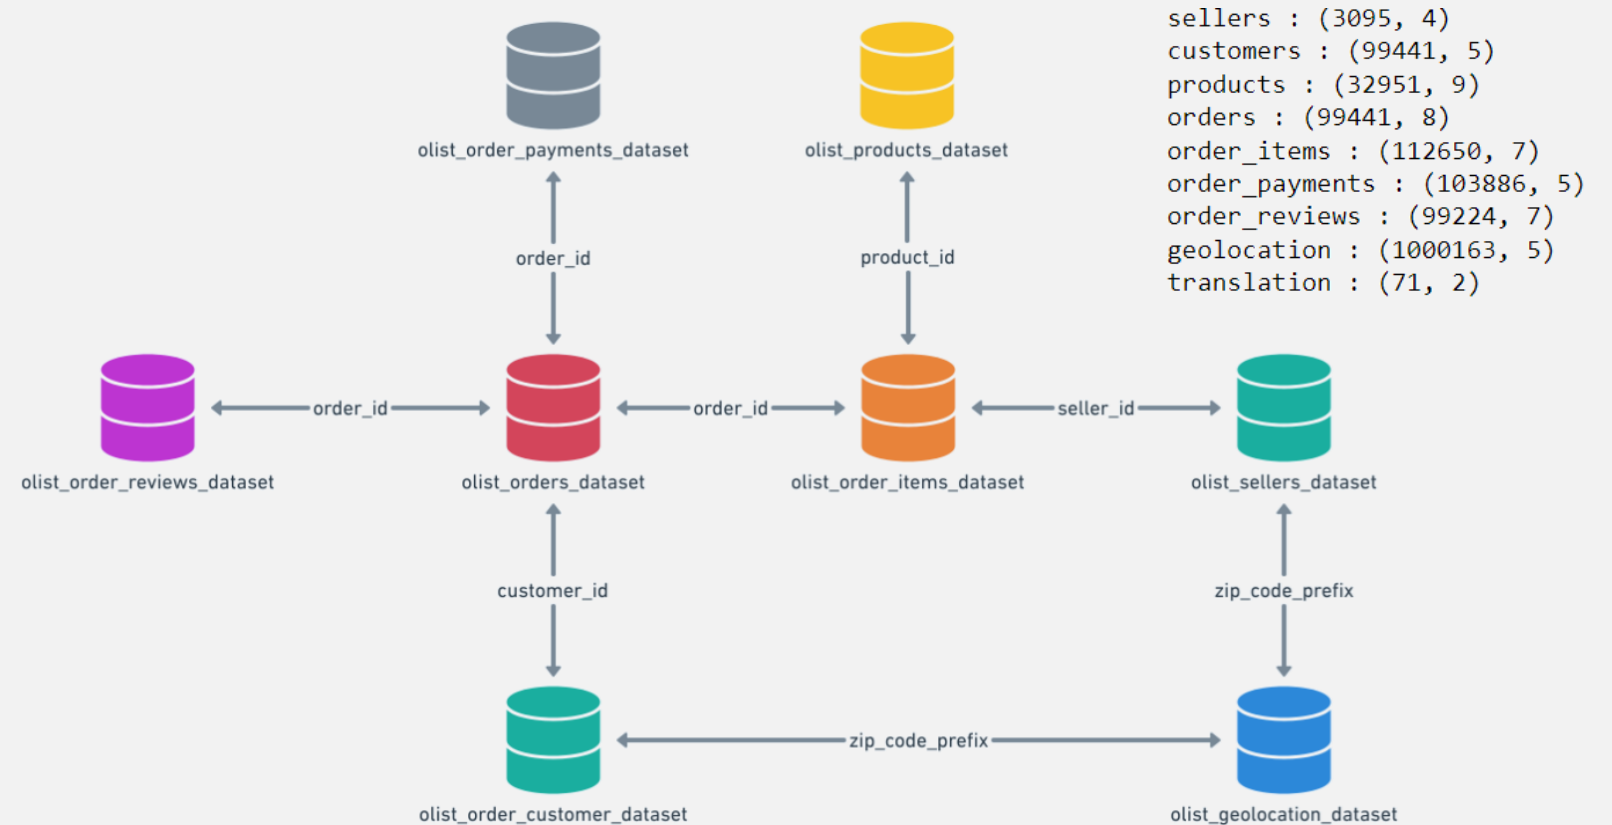 sellers : (3095, 4)
customers : (99441, 5)
products : (32951, 9)
orders : (99441, 8)
order_items : (112650, 7)
order_payments : (103886, 5)
order_reviews : (99224, 7)
geolocation : (1000163, 5)
translation : (71, 2)
olist_order_payments_dataset
olist_products_dataset
order_id
product_id
order_id
order_id
seller_id
olist_order_reviews_dataset
olist_orders_dataset
olist_order_items_dataset
olist_sellers_dataset
customer_id
zip_code_prefix
zip_code_prefix
olist_order_customer_dataset
olist_geolocation_dataset